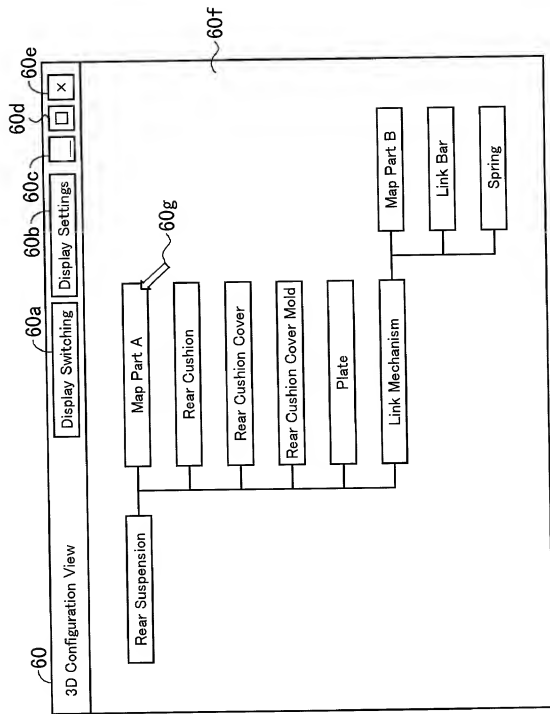 60
60a
60b
60c
60d
60e
3D Configuration View
Display Switching
Display Settings
60f
Rear Suspension
Map Part A
60g
Rear Cushion
Rear Cushion Cover
Rear Cushion Cover Mold
Plate
Link Mechanism
Map Part B
Link Bar
Spring